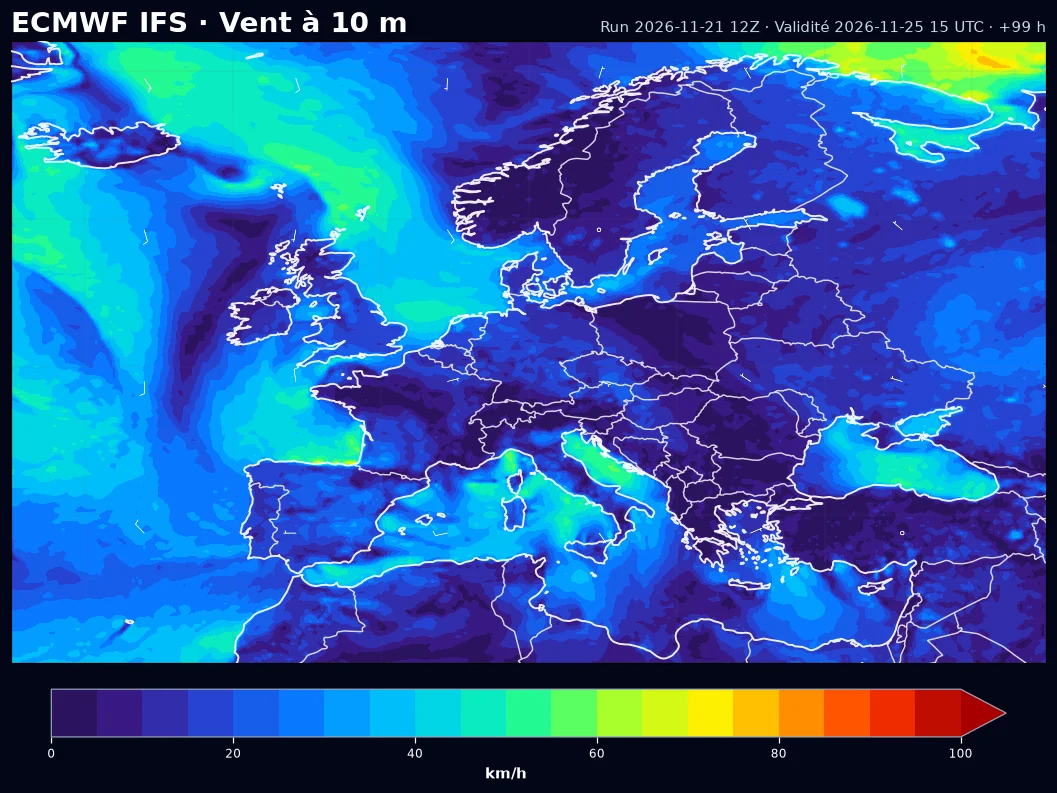 ECMWF IFS · Vent à 10 m
Run 2026-11-21 12Z · Validité 2026-11-25 15 UTC · +99 h
0 20 40 60 80 100
km/h